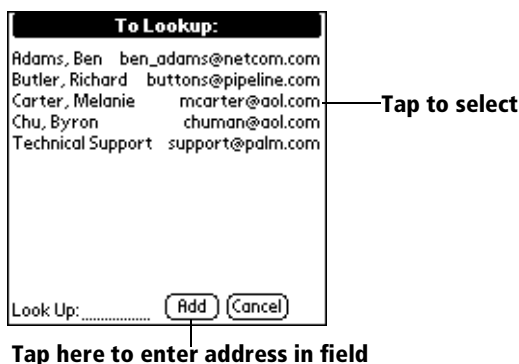 To Lookup:
Adams, Ben ben_adams@netcom.com
Butler, Richard buttons@pipeline.com
Carter, Melanie mcarter@aol.com
Tap to select
Chu, Byron chuman@aol.com
Technical Support support@palm.com
Look Up: Add Cancel
Tap here to enter address in field